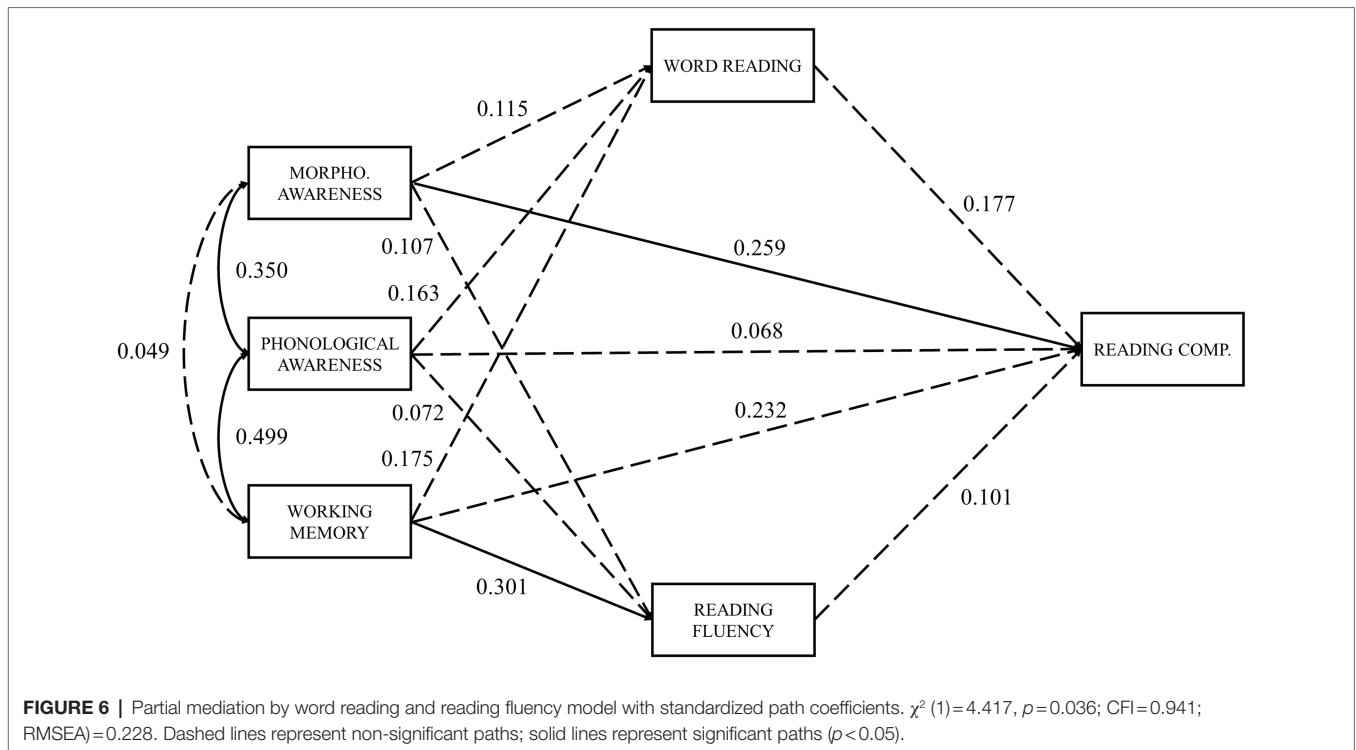 WORD READING
0.115
MORPHO.
AWARENESS
0.177
0.107
0.259
0.350
0.163
0.049
PHONOLOGICAL
AWARENESS
0.068
READING COMP.
0.072
0.232
0.499
0.175
WORKING
MEMORY
0.101
0.301
READING
FLUENCY
FIGURE 6 | Partial mediation by word reading and reading fluency model with standardized path coefficients. χ² (1)=4.417, p=0.036; CFI=0.941;
RMSEA)=0.228. Dashed lines represent non-significant paths; solid lines represent significant paths (p<0.05).